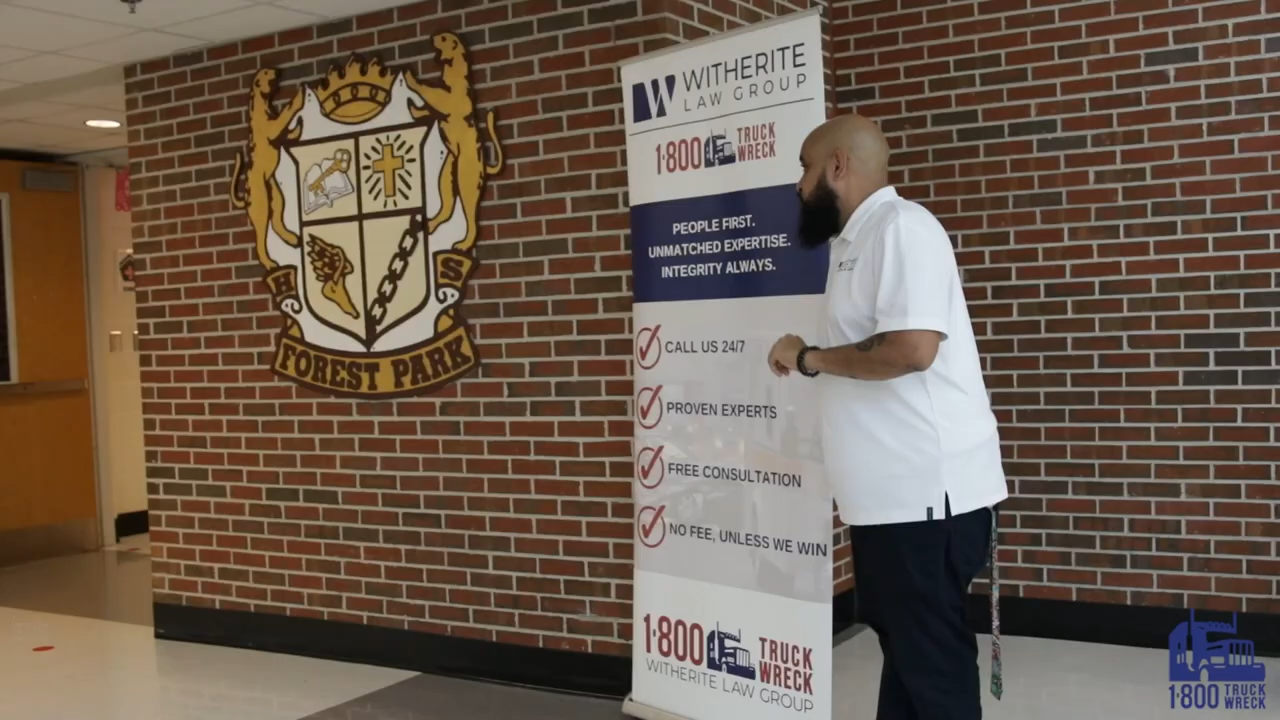 H S
FOREST PARK
WITHERITE
LAW GROUP
1·800 TRUCK
WRECK
PEOPLE FIRST.
UNMATCHED EXPERTISE.
INTEGRITY ALWAYS.
CALL US 24/7
PROVEN EXPERTS
FREE CONSULTATION
NO FEE, UNLESS WE WIN
1·800 TRUCK
WRECK
WITHERITE LAW GROUP
1·800 TRUCK
WRECK